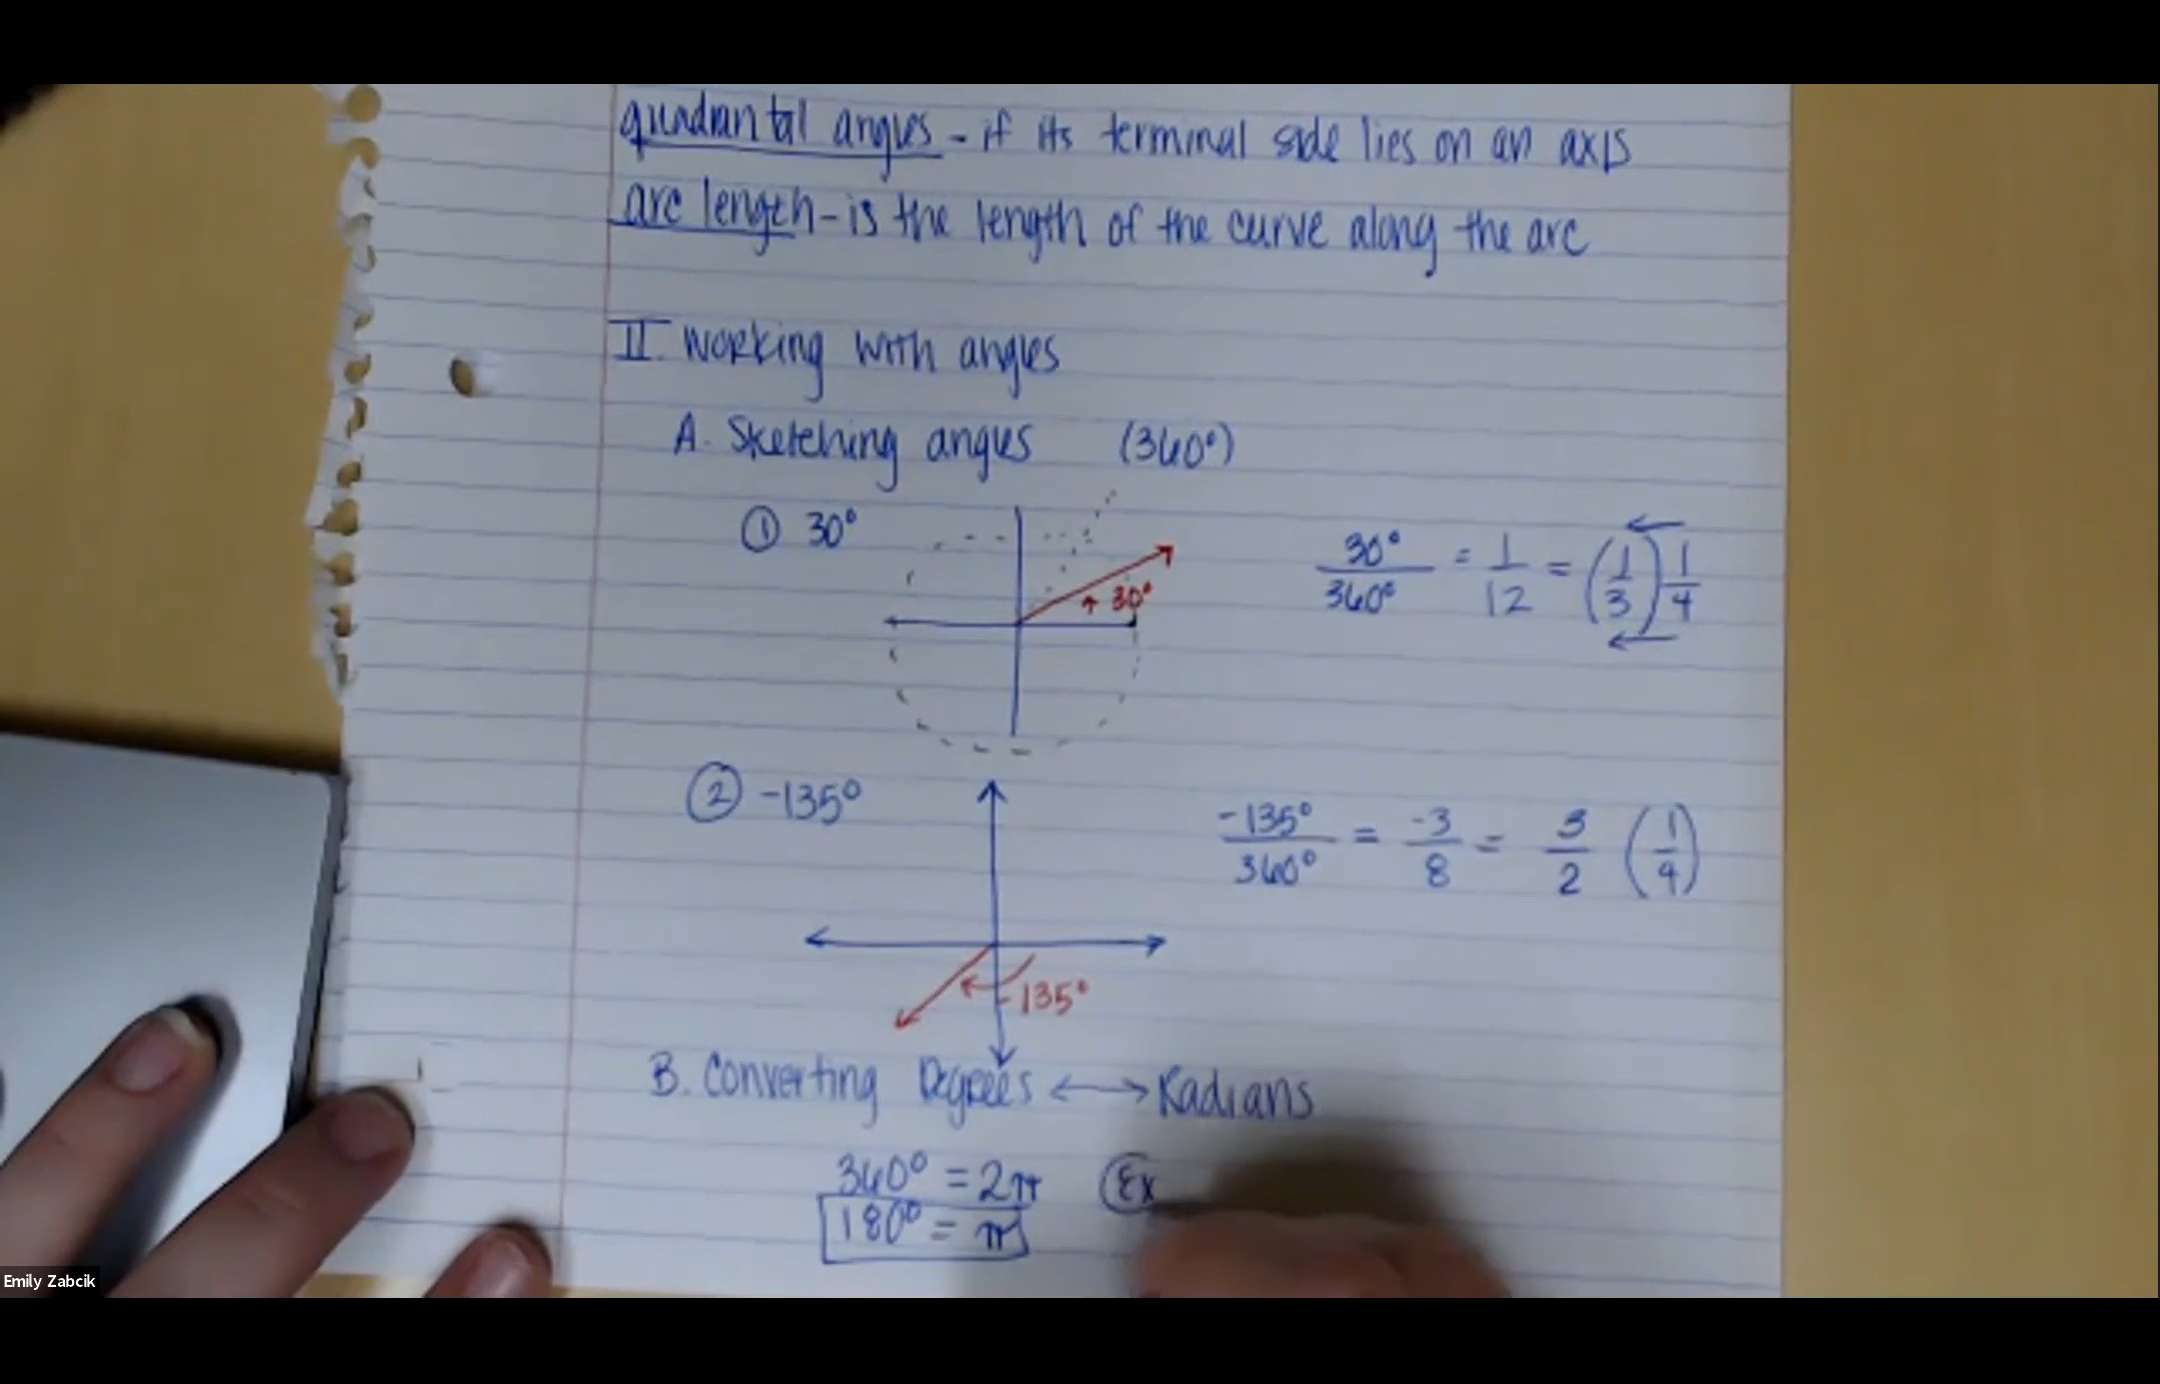 quadrantal angles - if its terminal side lies on an axis
arc length - is the length of the curve along the arc
II. Working with angles
A. Sketching angles (360°)
① 30°
30°
30°/360° = 1/12 = (1/3) 1/4
② -135°
-135°/360° = -3/8 = 3/2 (1/4)
-135°
B. Converting Degrees ⟷ Radians
360° = 2π Ex
180° = π
Emily Zabcik